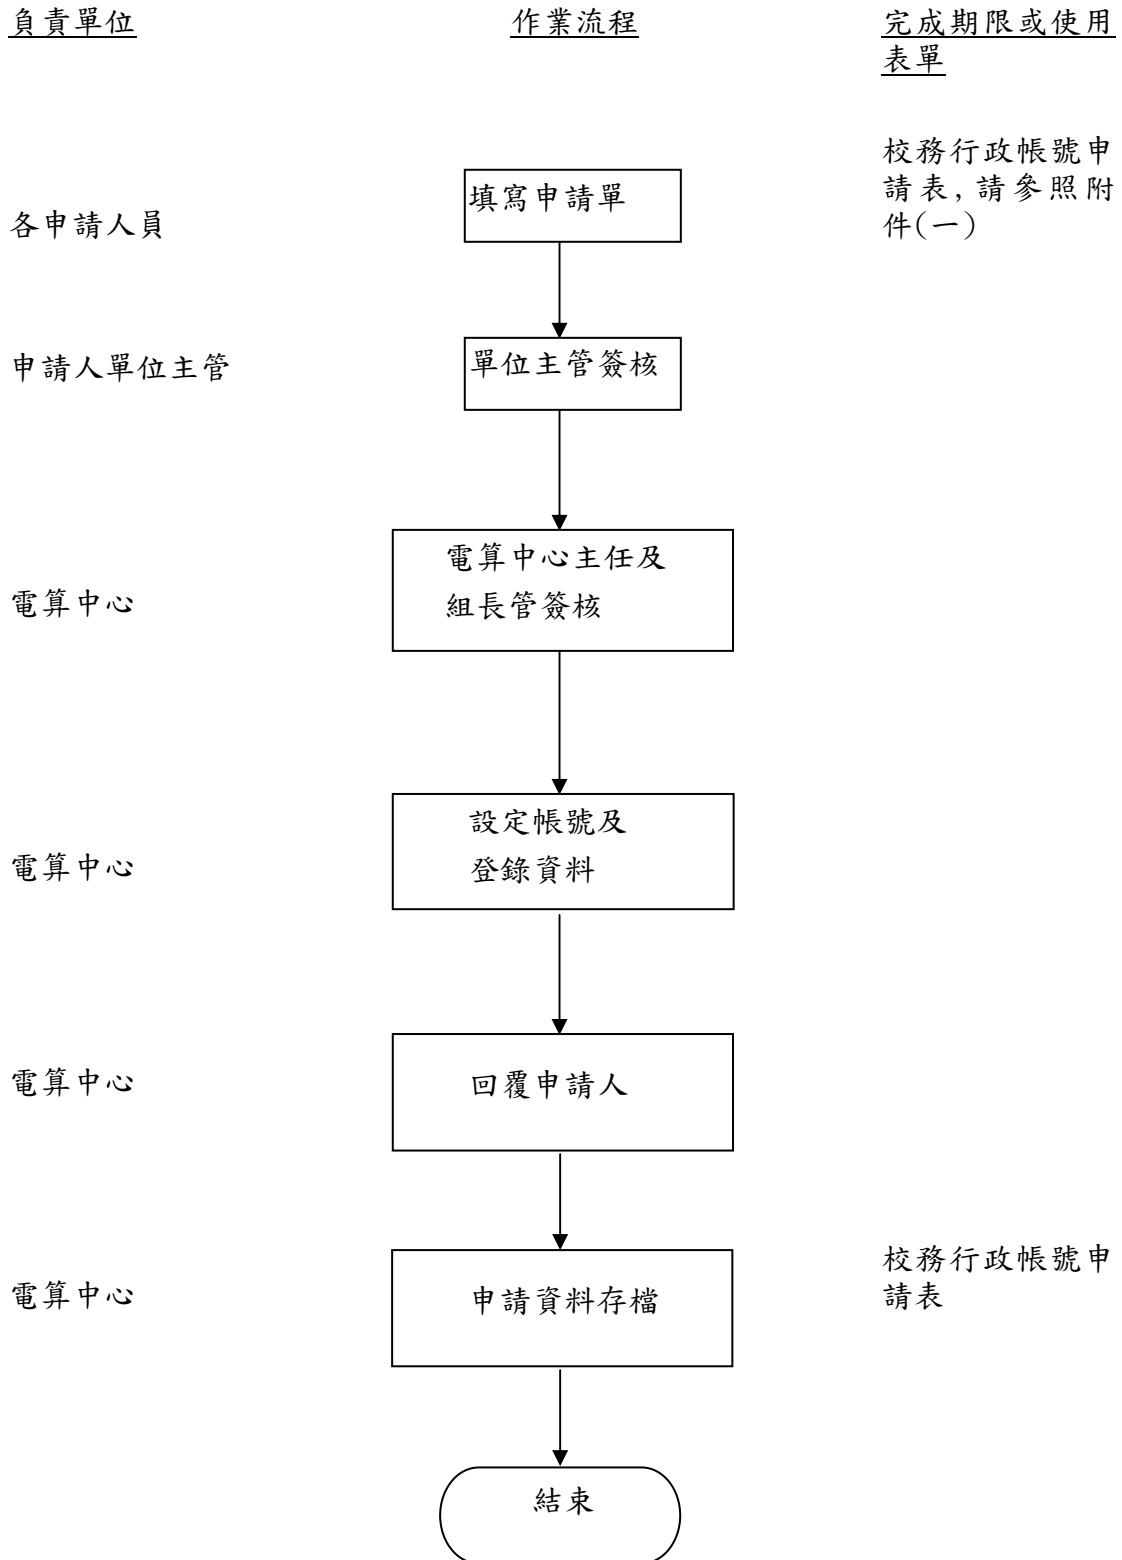 負責單位
作業流程
完成期限或使用
表單
校務行政帳號申
請表,請參照附
件(一)
各申請人員
填寫申請單
申請人單位主管
單位主管簽核
電算中心
電算中心主任及
組長管簽核
電算中心
設定帳號及
登錄資料
電算中心
回覆申請人
電算中心
申請資料存檔
校務行政帳號申
請表
結束